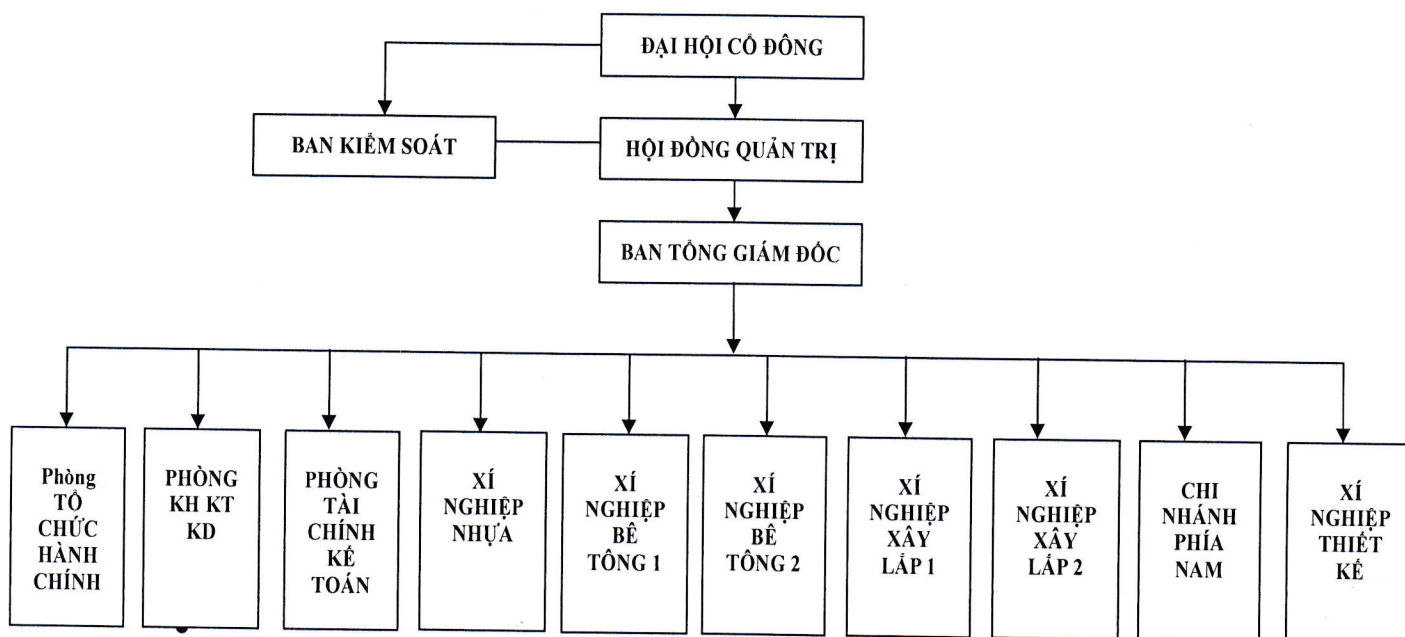 ĐẠI HỘI CỔ ĐÔNG
BAN KIỂM SOÁT
HỘI ĐỒNG QUẢN TRỊ
BAN TỔNG GIÁM ĐỐC
Phòng
TỔ
CHỨC
HÀNH
CHÍNH
PHÒNG
KH KT
KD
PHÒNG
TÀI
CHÍNH
KẾ
TOÁN
XÍ
NGHIỆP
NHỰA
XÍ
NGHIỆP
BÊ
TÔNG 1
XÍ
NGHIỆP
BÊ
TÔNG 2
XÍ
NGHIỆP
XÂY
LẮP 1
XÍ
NGHIỆP
XÂY
LẮP 2
CHI
NHÁNH
PHÍA
NAM
XÍ
NGHIỆP
THIẾT
KẾ